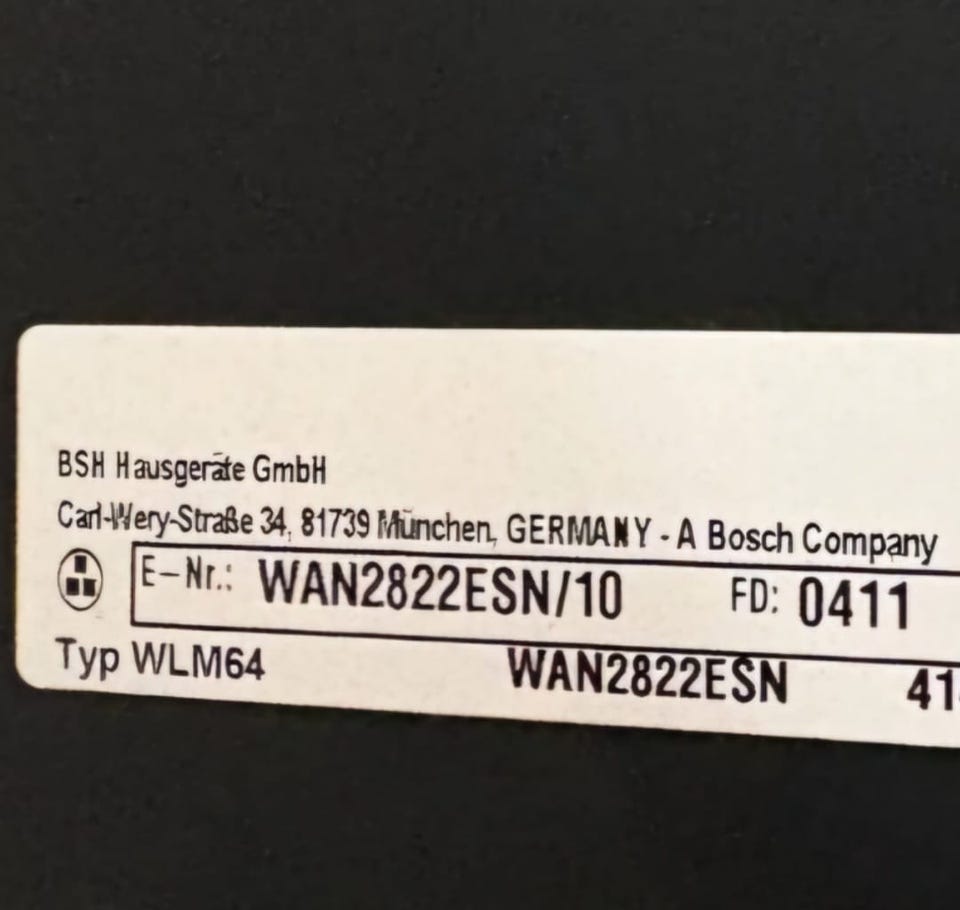 BSH Hausgeräte GmbH
Carl-Wery-Straße 34, 81739 München, GERMANY - A Bosch Company
E-Nr.: WAN2822ESN/10 FD: 0411
Typ WLM64 WAN2822ESN